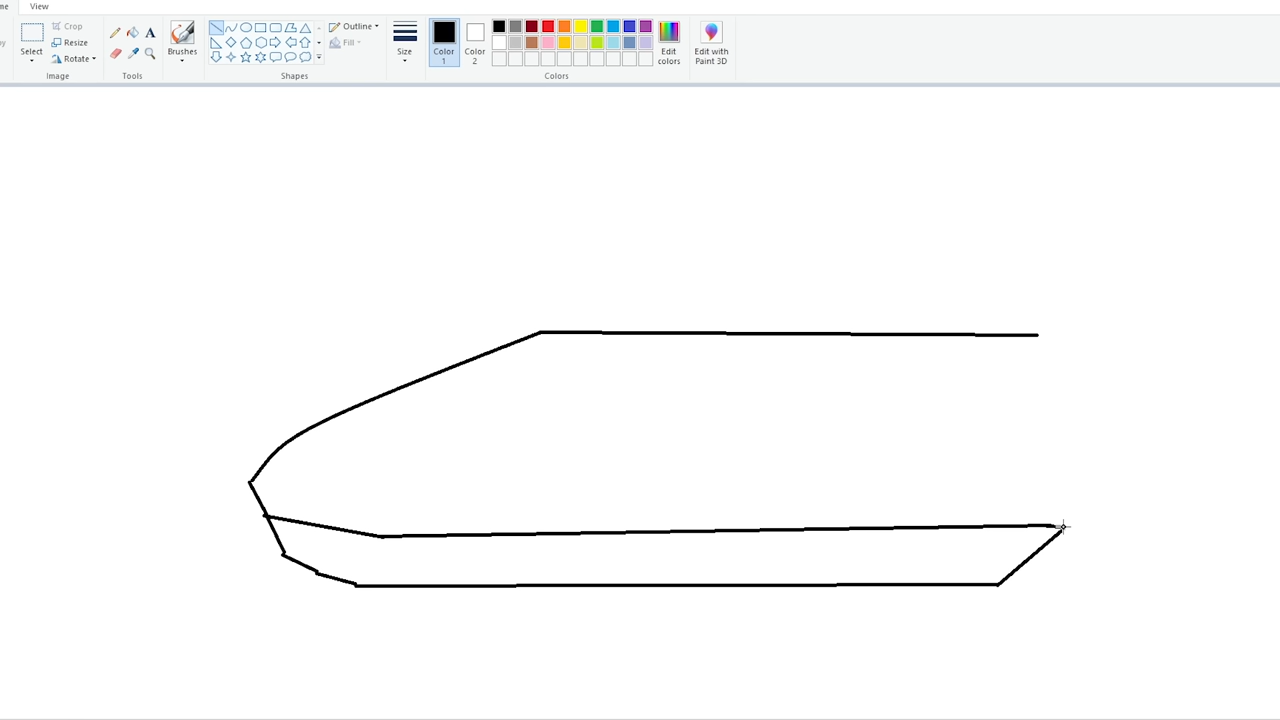 me View
Crop
Resize
Rotate
Select
Image
A
Tools
Brushes
Outline
Fill
Shapes
Size
Color 1
Color 2
Colors
Edit colors
Edit with Paint 3D